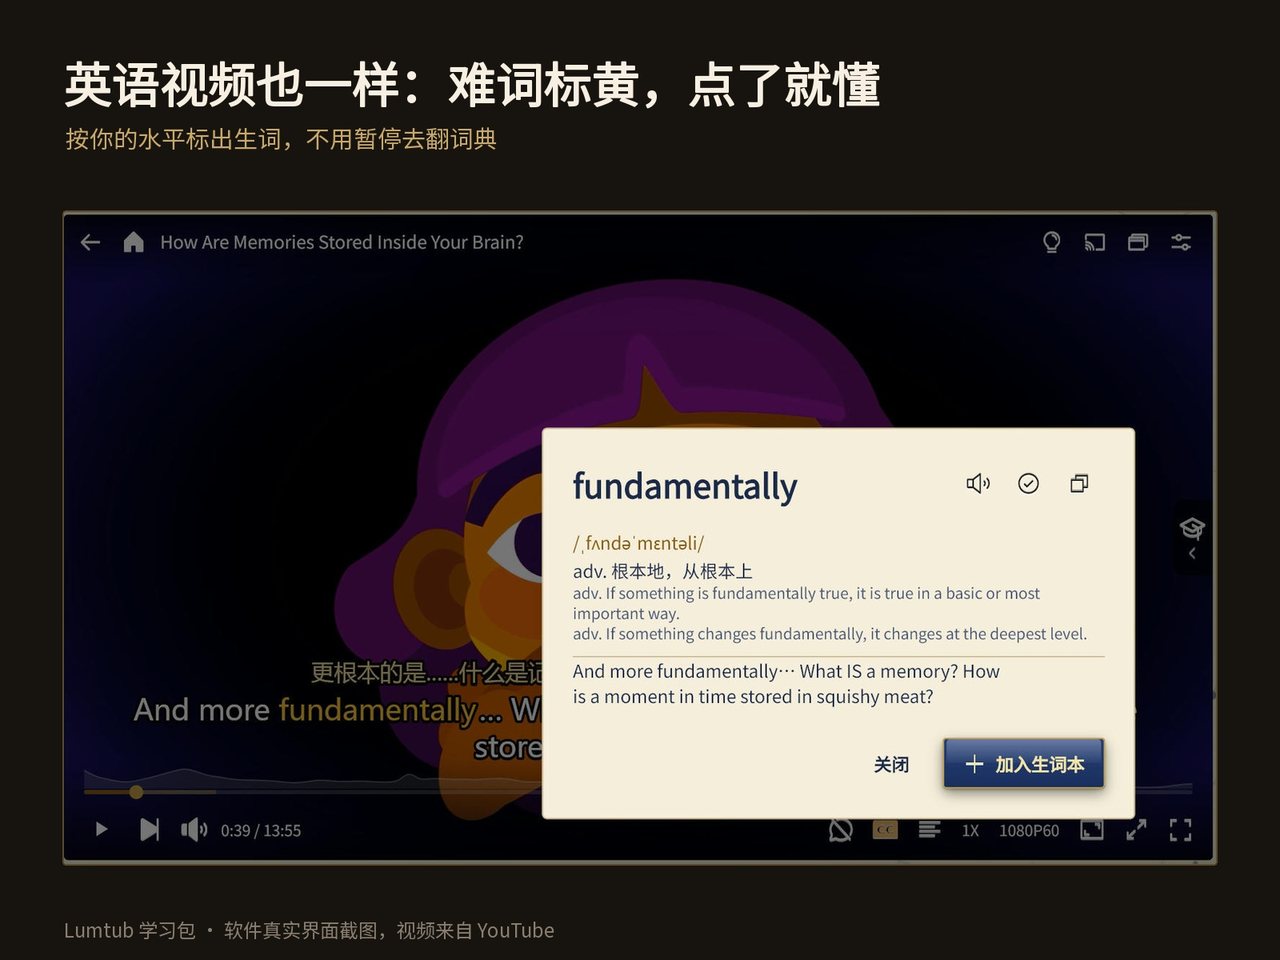 英语视频也一样：难词标黄，点了就懂
按你的水平标出生词，不用暂停去翻词典
How Are Memories Stored Inside Your Brain?
fundamentally
/ˌfʌndəˈmɛntəli/
adv. 根本地，从根本上
adv. If something is fundamentally true, it is true in a basic or most
important way.
adv. If something changes fundamentally, it changes at the deepest level.
And more fundamentally… What IS a memory? How
is a moment in time stored in squishy meat?
关闭
加入生词本
更根本的是......什么是
And more fundamentally...
store
0:39 / 13:55
CC
1X
1080P60
Lumtub 学习包 · 软件真实界面截图，视频来自 YouTube